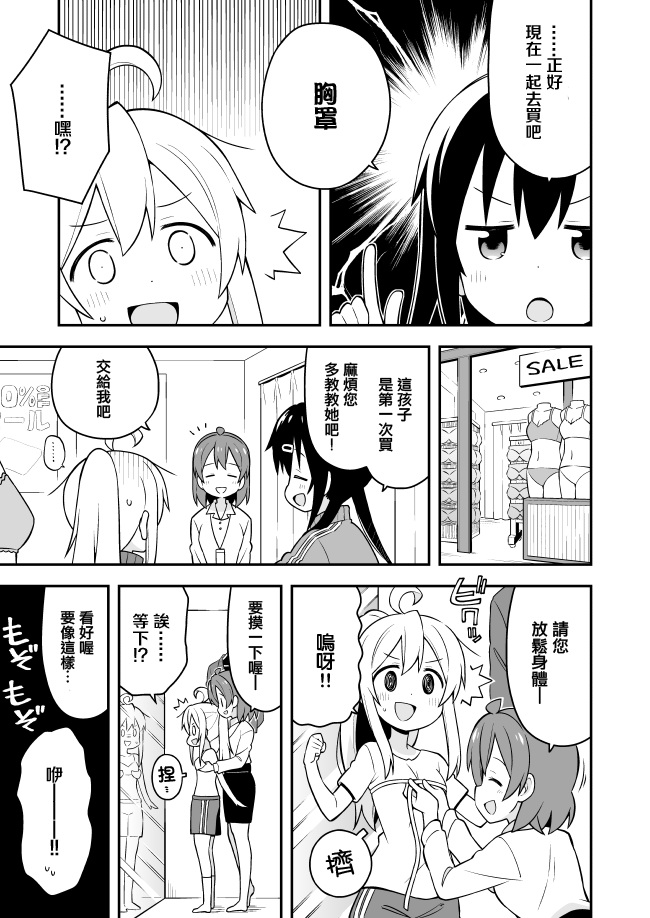 ……正好
現在一起去買吧
胸罩
……嘿!?
SALE
這孩子
是第一次買
麻煩您
多教教她吧！
交給我吧
……
0%
ール
請您
放鬆身體—
ビクッ
嗚呀!!
擠
要摸一下喔—
誒……
等下!?
捏
看好喔
要像這樣…
もぞ
もぞ
咿——!!